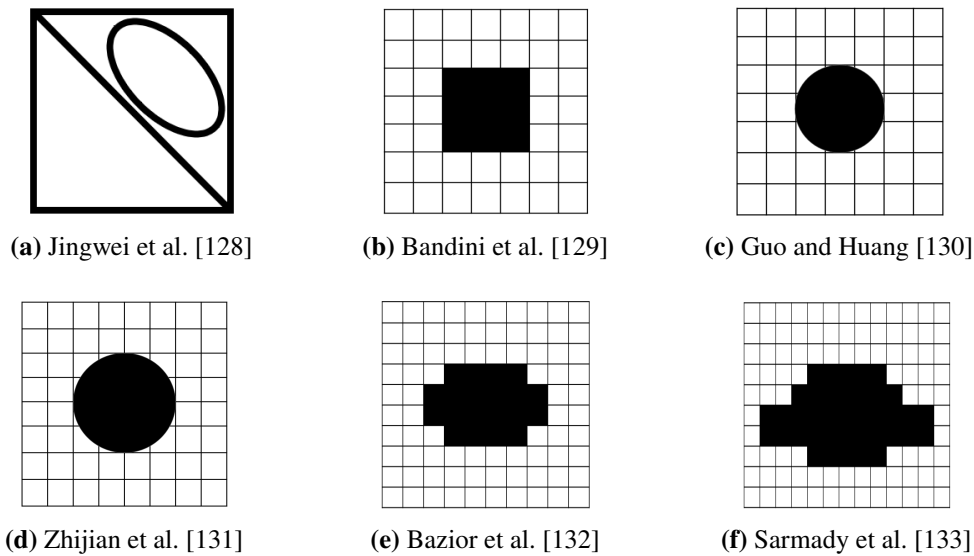 (a) Jingwei et al. [128]
(b) Bandini et al. [129]
(c) Guo and Huang [130]
(d) Zhijian et al. [131]
(e) Bazior et al. [132]
(f) Sarmady et al. [133]